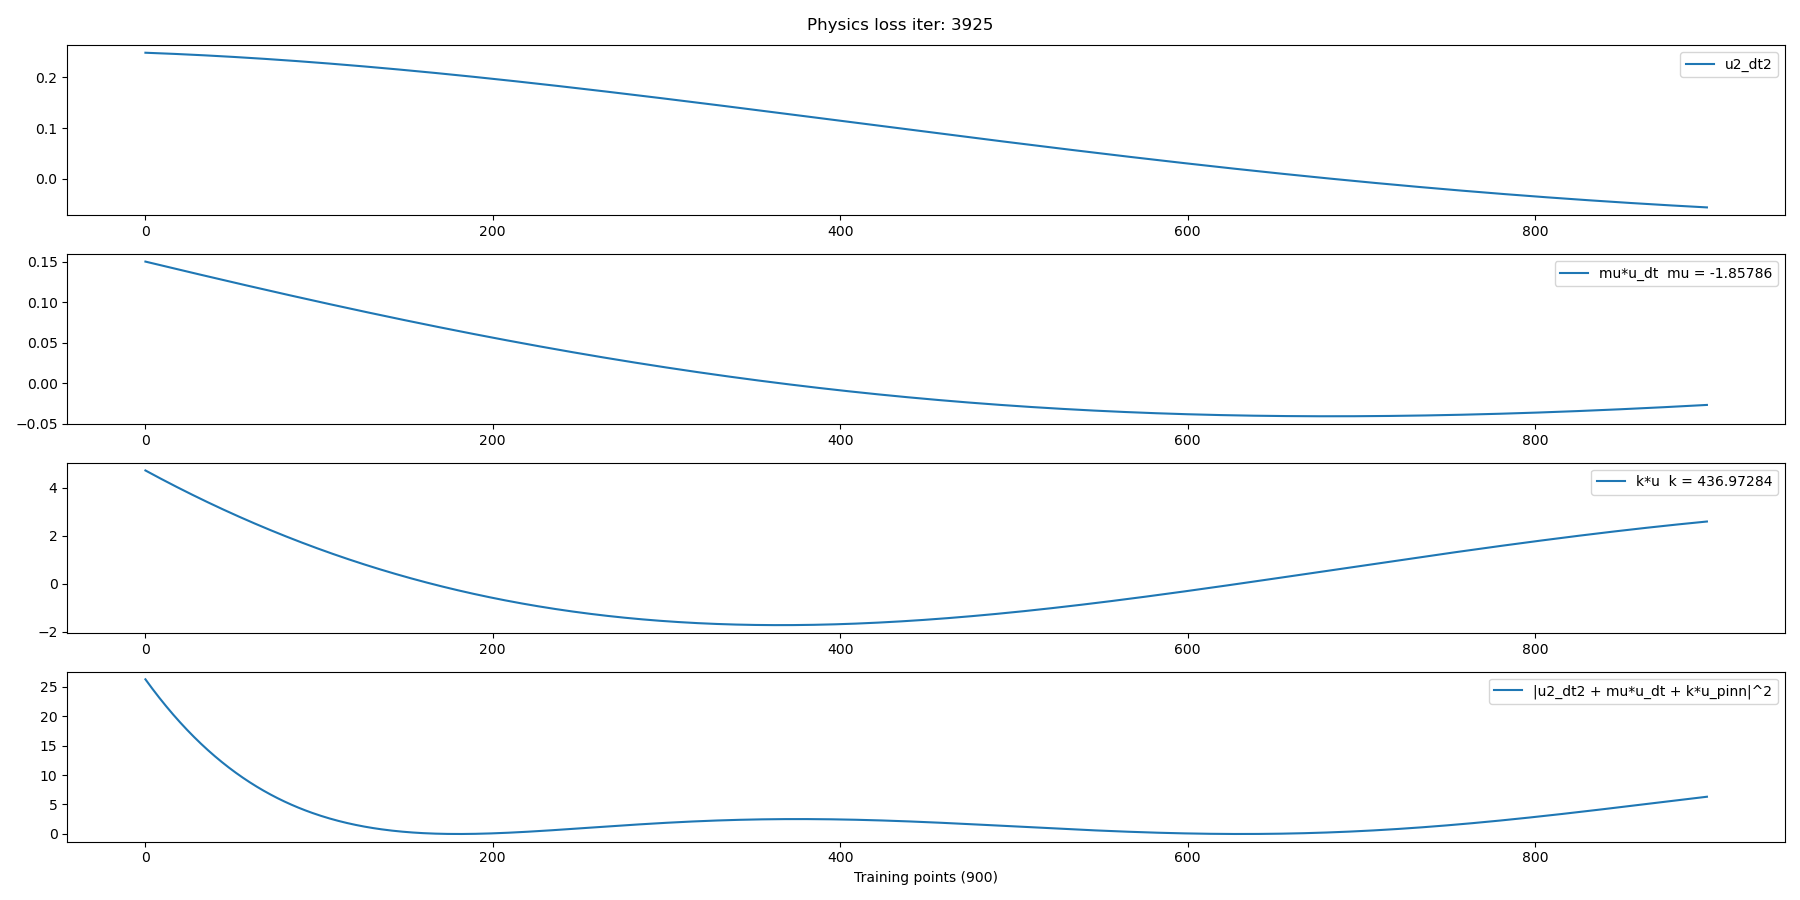 Physics loss iter: 3925
u2_dt2
0.2
0.1
0.0
0 200 400 600 800
mu*u_dt  mu = -1.85786
0.15
0.10
0.05
0.00
−0.05
0 200 400 600 800
k*u  k = 436.97284
4
2
0
−2
0 200 400 600 800
|u2_dt2 + mu*u_dt + k*u_pinn|^2
25
20
15
10
5
0
0 200 400 600 800
Training points (900)